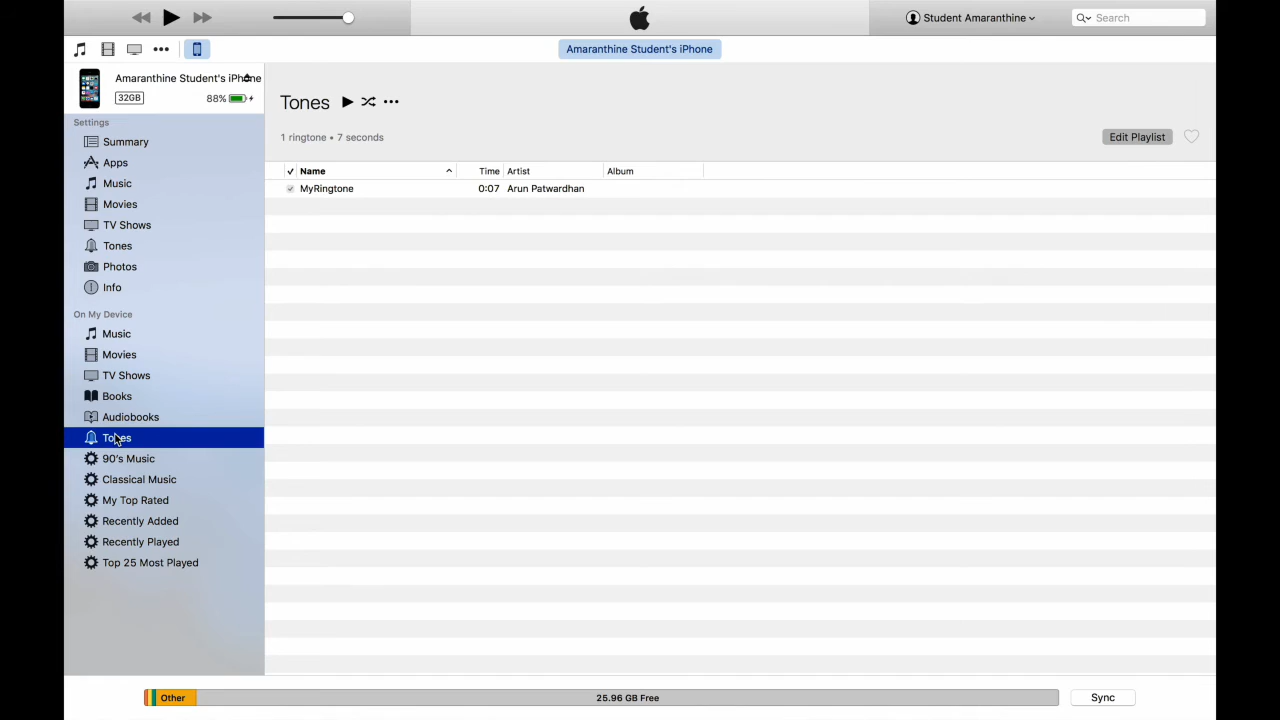 Student Amaranthine
Search
Amaranthine Student's iPhone
Amaranthine Student's iPhone
32GB
88%
Settings
Summary
Apps
Music
Movies
TV Shows
Tones
Photos
Info
On My Device
Music
Movies
TV Shows
Books
Audiobooks
Tones
90's Music
Classical Music
My Top Rated
Recently Added
Recently Played
Top 25 Most Played
Tones
1 ringtone • 7 seconds
Edit Playlist
Name Time Artist Album
MyRingtone 0:07 Arun Patwardhan
Other
25.96 GB Free
Sync